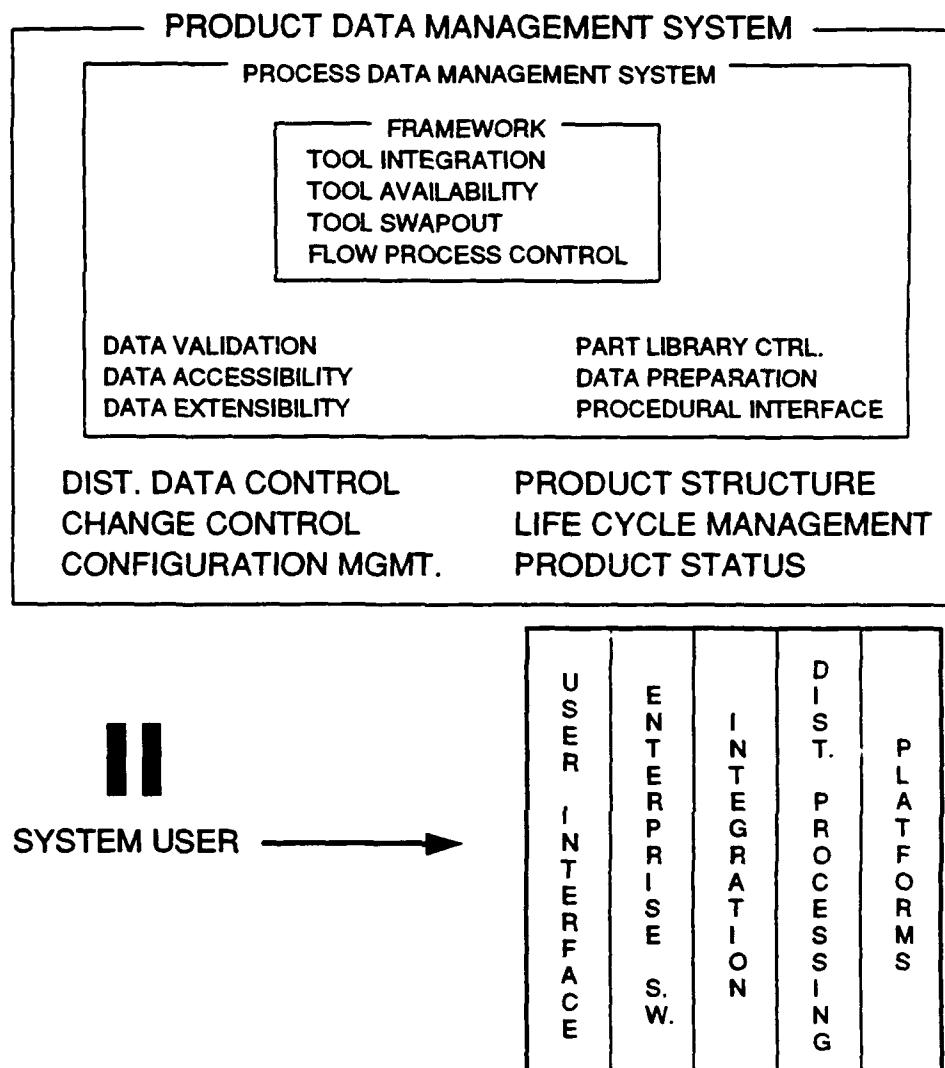 PRODUCT DATA MANAGEMENT SYSTEM
PROCESS DATA MANAGEMENT SYSTEM
FRAMEWORK
TOOL INTEGRATION
TOOL AVAILABILITY
TOOL SWAPOUT
FLOW PROCESS CONTROL
DATA VALIDATION
DATA ACCESSIBILITY
DATA EXTENSIBILITY
PART LIBRARY CTRL.
DATA PREPARATION
PROCEDURAL INTERFACE
DIST. DATA CONTROL
CHANGE CONTROL
CONFIGURATION MGMT.
PRODUCT STRUCTURE
LIFE CYCLE MANAGEMENT
PRODUCT STATUS
SYSTEM USER
USER INTERFACE
ENTERPRISE S.W.
INTEGRATION
DIST. PROCESSING
PLATFORMS